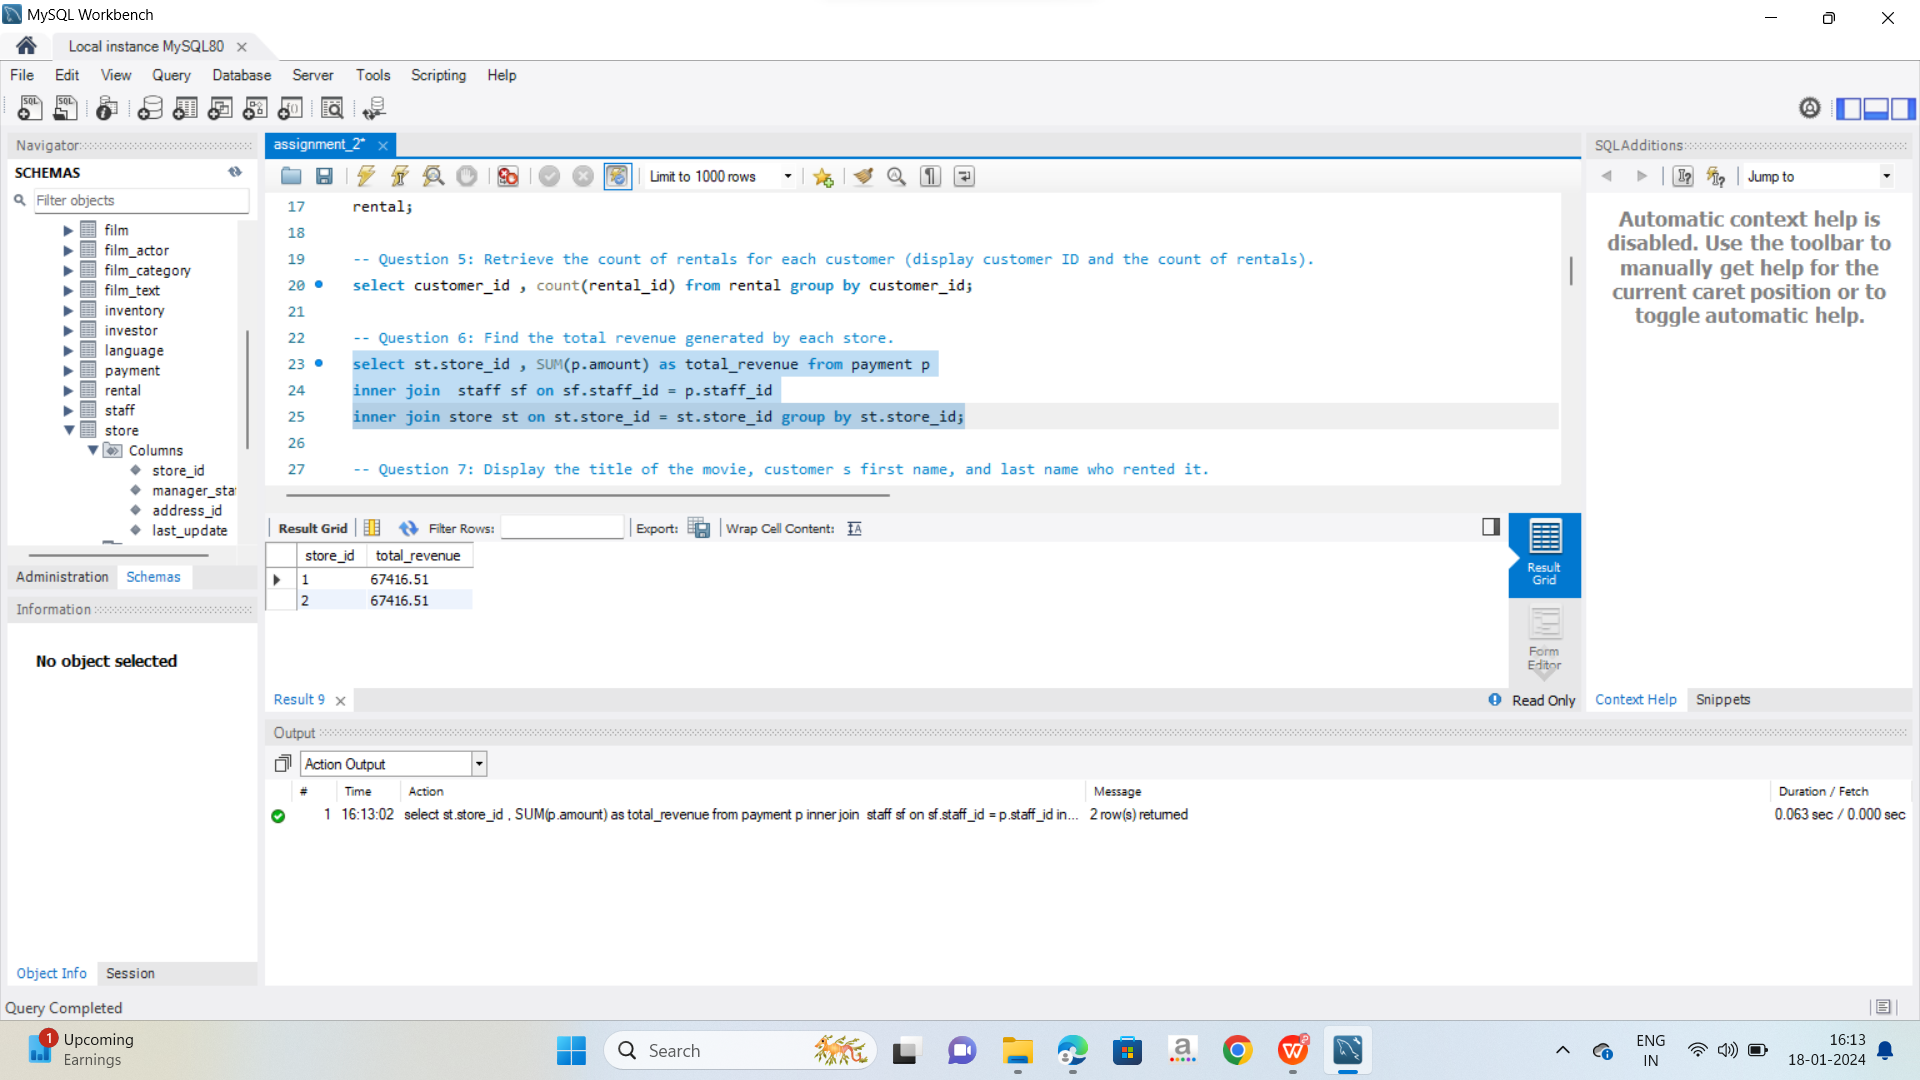 MySQL Workbench
Local instance MySQL80
File Edit View Query Database Server Tools Scripting Help
Navigator
SCHEMAS
Filter objects
film
film_actor
film_category
film_text
inventory
investor
language
payment
rental
staff
store
Columns
store_id
manager_sta
address_id
last_update
Administration Schemas
Information
No object selected
Object Info Session
Query Completed
assignment_2*
Limit to 1000 rows
17 rental;
18
19 -- Question 5: Retrieve the count of rentals for each customer (display customer ID and the count of rentals).
20 select customer_id , count(rental_id) from rental group by customer_id;
21
22 -- Question 6: Find the total revenue generated by each store.
23 select st.store_id , SUM(p.amount) as total_revenue from payment p
24 inner join  staff sf on sf.staff_id = p.staff_id
25 inner join store st on st.store_id = st.store_id group by st.store_id;
26
27 -- Question 7: Display the title of the movie, customer s first name, and last name who rented it.
Result Grid Filter Rows: Export: Wrap Cell Content:
store_id total_revenue
1 67416.51
2 67416.51
Result Grid
Form Editor
Result 9
Read Only
SQLAdditions
Jump to
Automatic context help is
disabled. Use the toolbar to
manually get help for the
current caret position or to
toggle automatic help.
Context Help Snippets
Output
Action Output
# Time Action Message Duration / Fetch
1 16:13:02 select st.store_id , SUM(p.amount) as total_revenue from payment p inner join  staff sf on sf.staff_id = p.staff_id in... 2 row(s) returned 0.063 sec / 0.000 sec
1
Upcoming
Earnings
Search
ENG
IN
16:13
18-01-2024